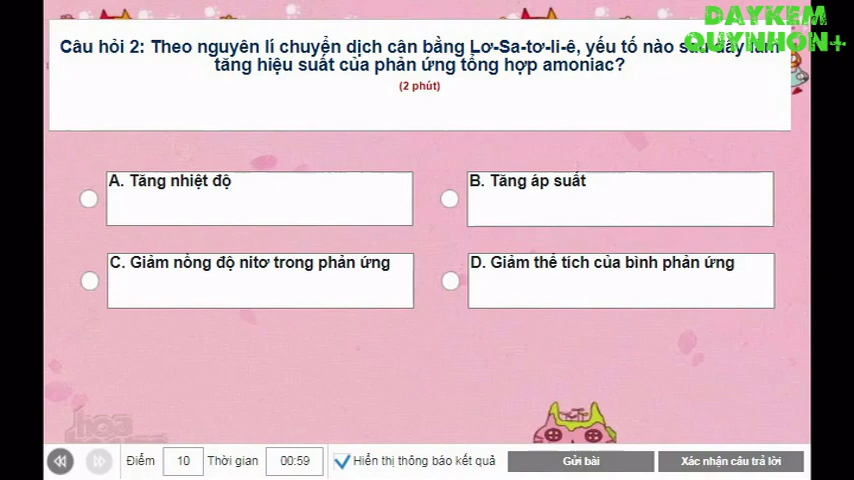 DAYKEM
QUYNHON+
Câu hỏi 2: Theo nguyên lí chuyển dịch cân bằng Lơ-Sa-tơ-li-ê, yếu tố nào sau đây làm
tăng hiệu suất của phản ứng tổng hợp amoniac?
(2 phút)
A. Tăng nhiệt độ
B. Tăng áp suất
C. Giảm nồng độ nitơ trong phản ứng
D. Giảm thể tích của bình phản ứng
Điểm 10 Thời gian 00:59 Hiển thị thông báo kết quả Gửi bài Xác nhận câu trả lời